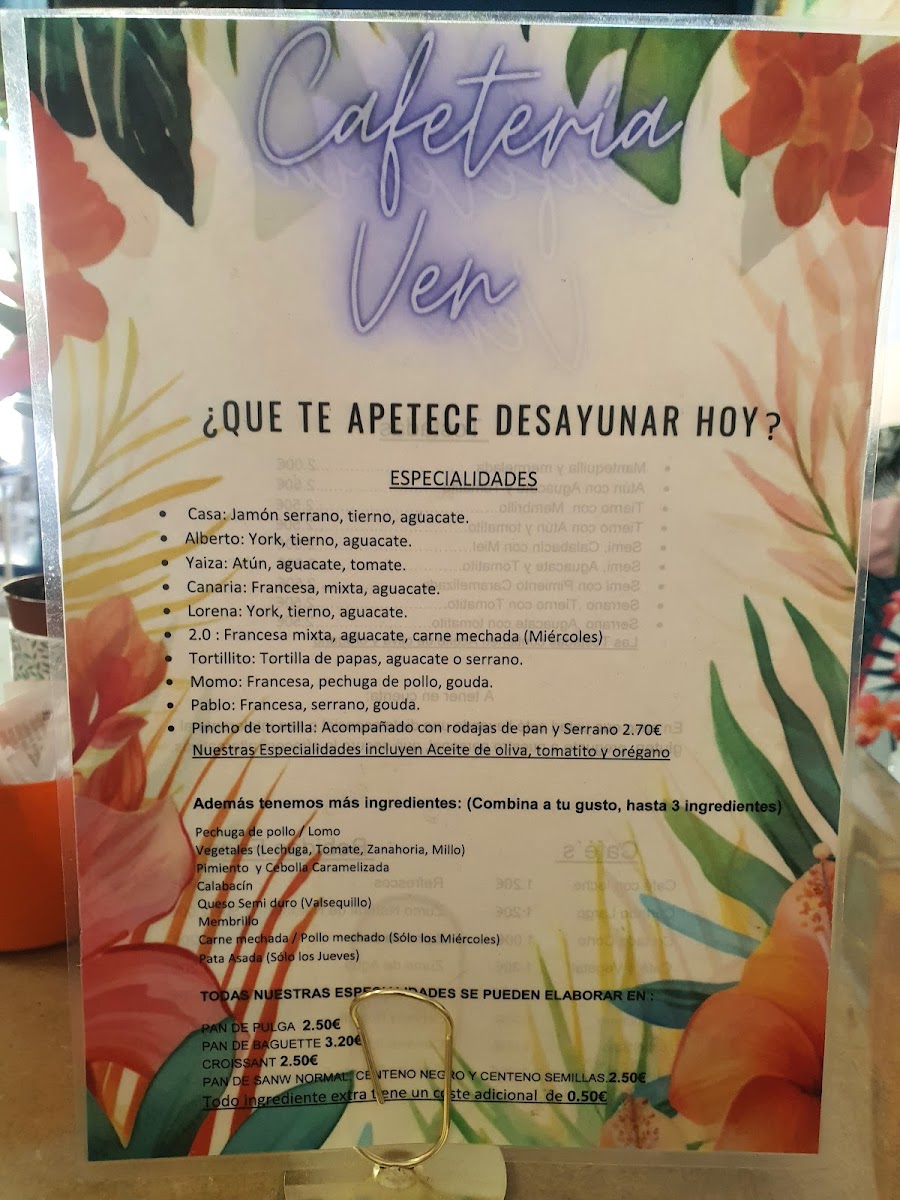 Cafetería
Ven
¿QUE TE APETECE DESAYUNAR HOY?
ESPECIALIDADES
• Casa: Jamón serrano, tierno, aguacate.
• Alberto: York, tierno, aguacate.
• Yaiza: Atún, aguacate, tomate.
• Canaria: Francesa, mixta, aguacate.
• Lorena: York, tierno, aguacate.
• 2.0 : Francesa mixta, aguacate, carne mechada (Miércoles)
• Tortillito: Tortilla de papas, aguacate o serrano.
• Momo: Francesa, pechuga de pollo, gouda.
• Pablo: Francesa, serrano, gouda.
• Pincho de tortilla: Acompañado con rodajas de pan y Serrano 2.70€
Nuestras Especialidades incluyen Aceite de oliva, tomatito y orégano
Además tenemos más ingredientes: (Combina a tu gusto, hasta 3 ingredientes)
Pechuga de pollo / Lomo
Vegetales (Lechuga, Tomate, Zanahoria, Millo)
Pimiento y Cebolla Caramelizada
Calabacín
Queso Semi duro (Valsequillo)
Membrillo
Carne mechada / Pollo mechado (Sólo los Miércoles)
Pata Asada (Sólo los Jueves)
TODAS NUESTRAS ESPECIALIDADES SE PUEDEN ELABORAR EN :
PAN DE PULGA 2.50€
PAN DE BAGUETTE 3.20€
CROISSANT 2.50€
PAN DE SANW NORMAL, CENTENO NEGRO Y CENTENO SEMILLAS.2.50€
Todo ingrediente extra tiene un coste adicional de 0.50€